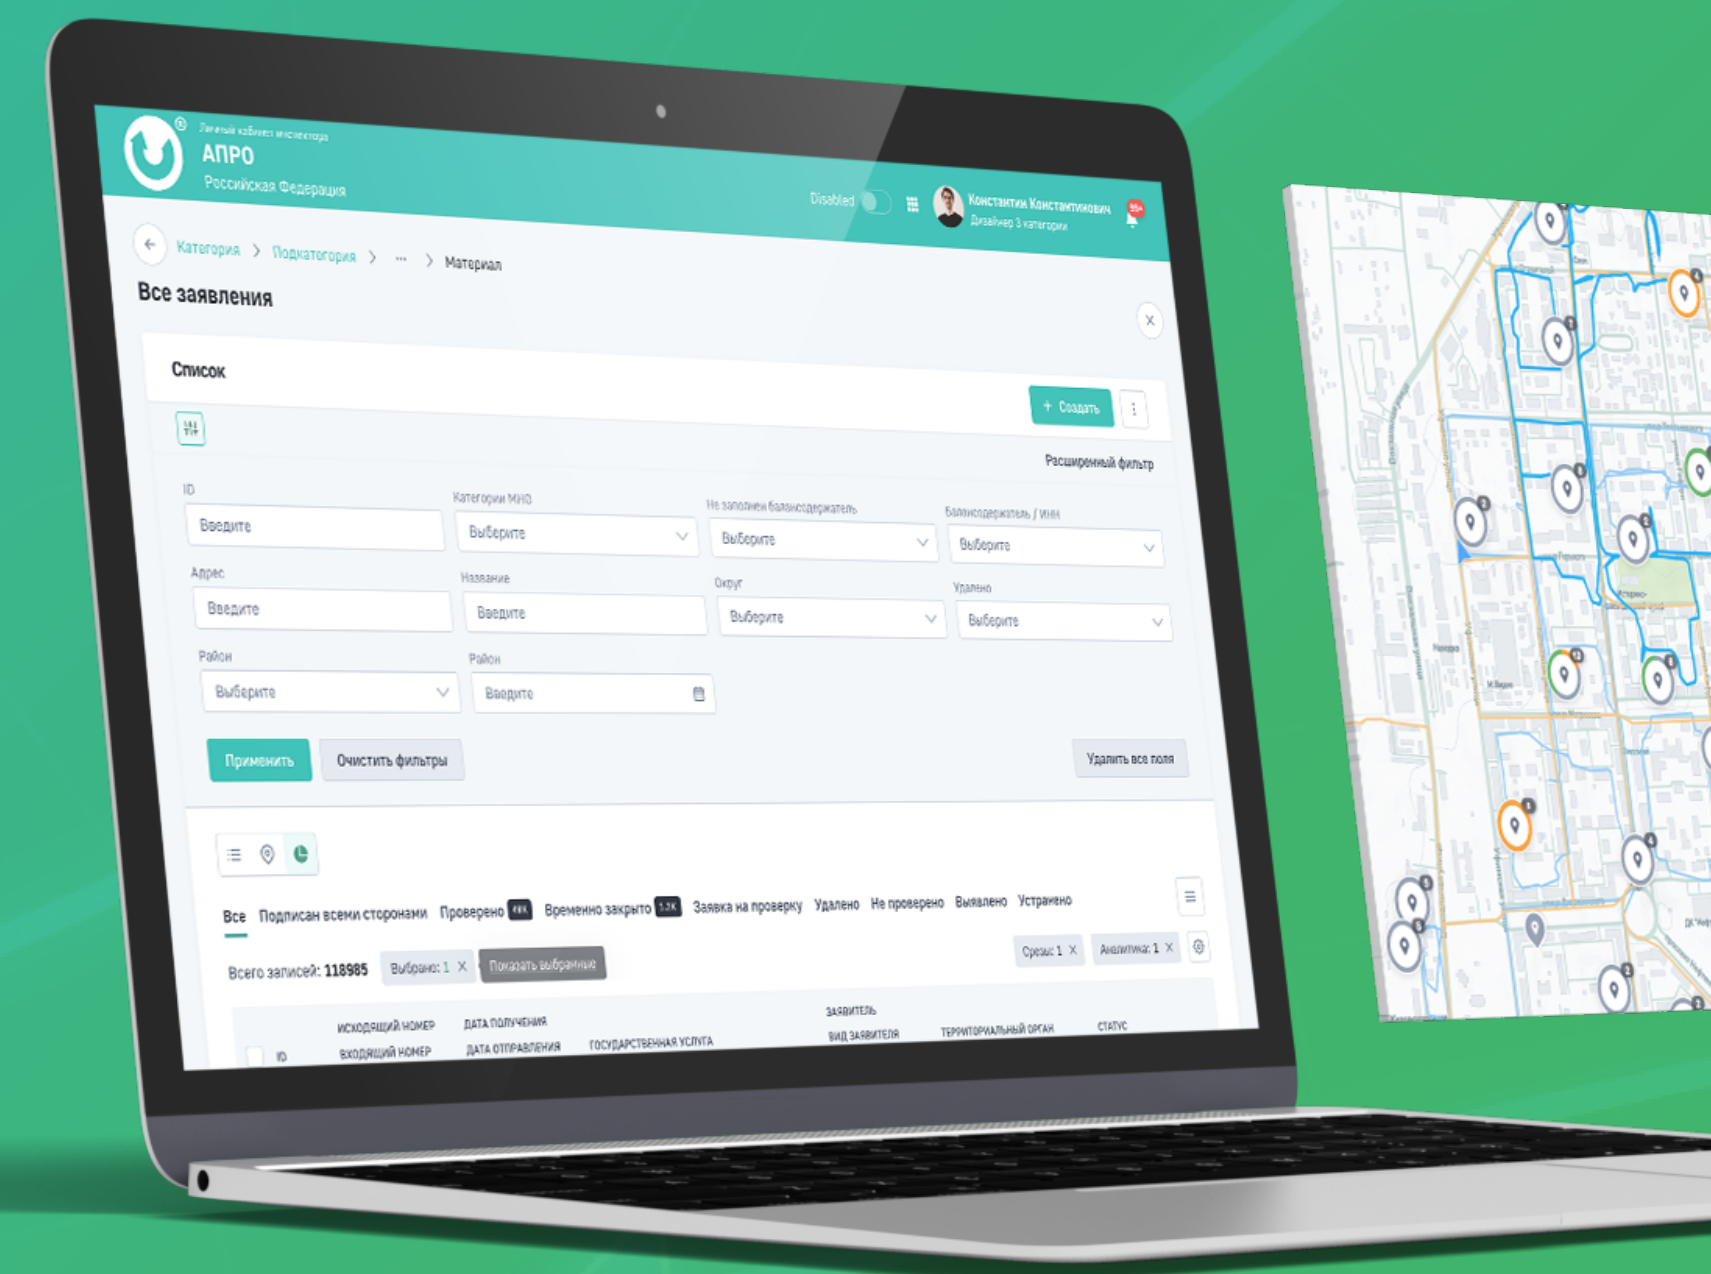 Личный кабинет инспектора
АПРО
Российская Федерация
Disabled
Константин Константинович
Дизайнер 3 категории
99+
Категория > Подкатегория > ... > Материал
Все заявления
Список
+ Создать
Расширенный фильтр
ID
Категории МНО
Не заполнен балансодержатель
Балансодержатель / ИНН
Введите
Выберите
Выберите
Выберите
Адрес
Название
Округ
Удалено
Введите
Введите
Выберите
Выберите
Район
Район
Выберите
Введите
Применить
Очистить фильтры
Удалить все поля
Все Подписан всеми сторонами Проверено Временно закрыто 1.2K Заявка на проверку Удалено Не проверено Выявлено Устранено
Всего записей: 118985
Выбрано: 1 X
Показать выбранные
Срезы: 1 X
Аналитика: 1 X
ID
ИСХОДЯЩИЙ НОМЕР
ВХОДЯЩИЙ НОМЕР
ДАТА ПОЛУЧЕНИЯ
ДАТА ОТПРАВЛЕНИЯ
ГОСУДАРСТВЕННАЯ УСЛУГА
ЗАЯВИТЕЛЬ
ВИД ЗАЯВИТЕЛЯ
ТЕРРИТОРИАЛЬНЫЙ ОРГАН
СТАТУС
М.Видео